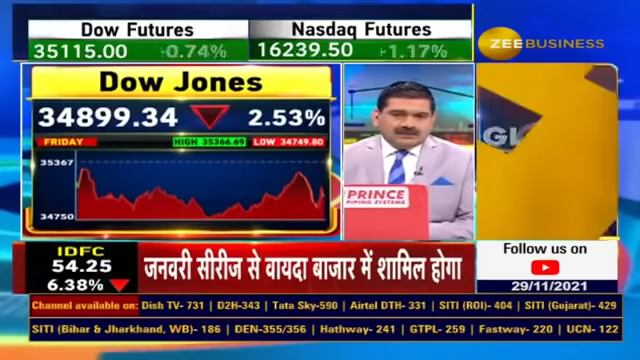 Dow Futures
35115.00 0.74%
Nasdaq Futures
16239.50 1.17%
ZEE BUSINESS
Dow Jones
34899.34 2.53%
FRIDAY HIGH 35366.69 LOW 34749.80
35367
34750
PRINCE
PIPING SYSTEMS
IDFC
54.25
6.38%
जनवरी सीरीज से वायदा बाजार में शामिल होगा
Follow us on
29/11/2021
Channel available on: Dish TV- 731 | D2H-343 | Tata Sky-590 | Airtel DTH- 331 | SITI (ROI)- 404 | SITI (Gujarat)- 429
SITI (Bihar & Jharkhand, WB)- 186 | DEN-355/356 | Hathway- 241 | GTPL- 259 | Fastway- 220 | UCN- 122